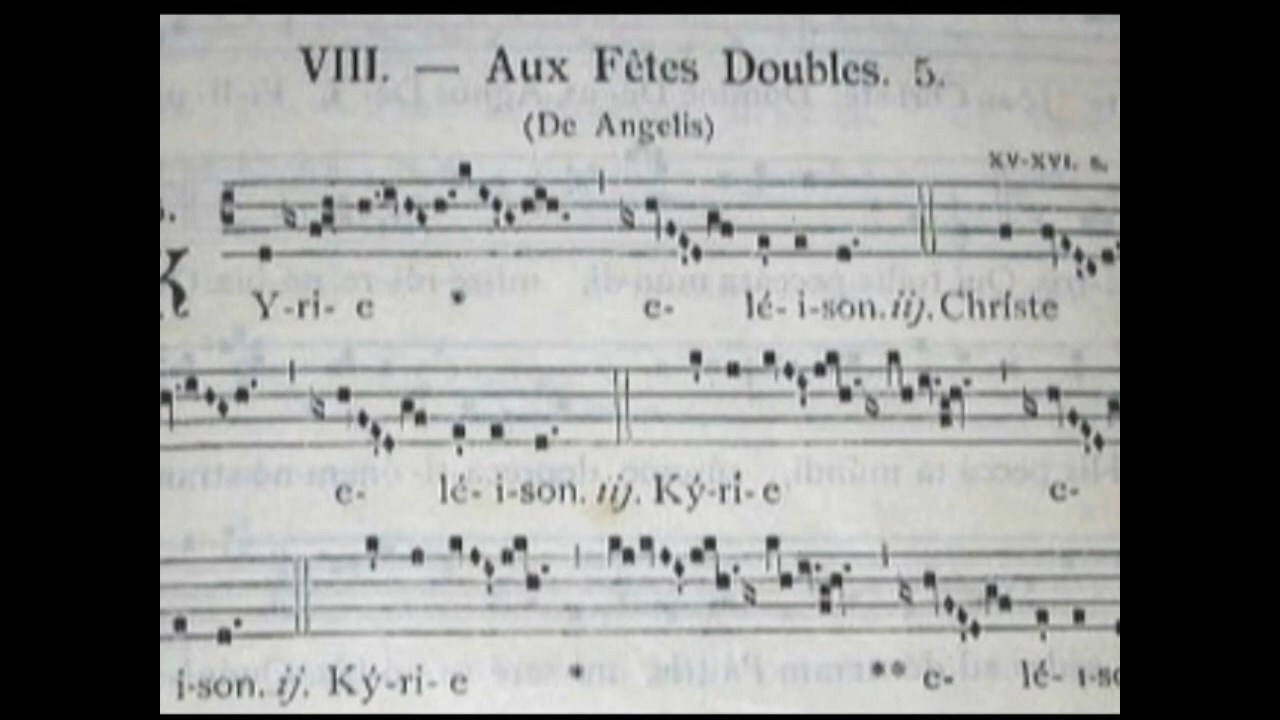 VIII. — Aux Fêtes Doubles. 5.
(De Angelis)
XV-XVI. s.
KY-ri- e * e- lé- i-son. iij. Christe
e- lé- i-son. iij. Ký-ri- e e-
i-son. ij. Ký-ri- e * ** e- lé- i-so